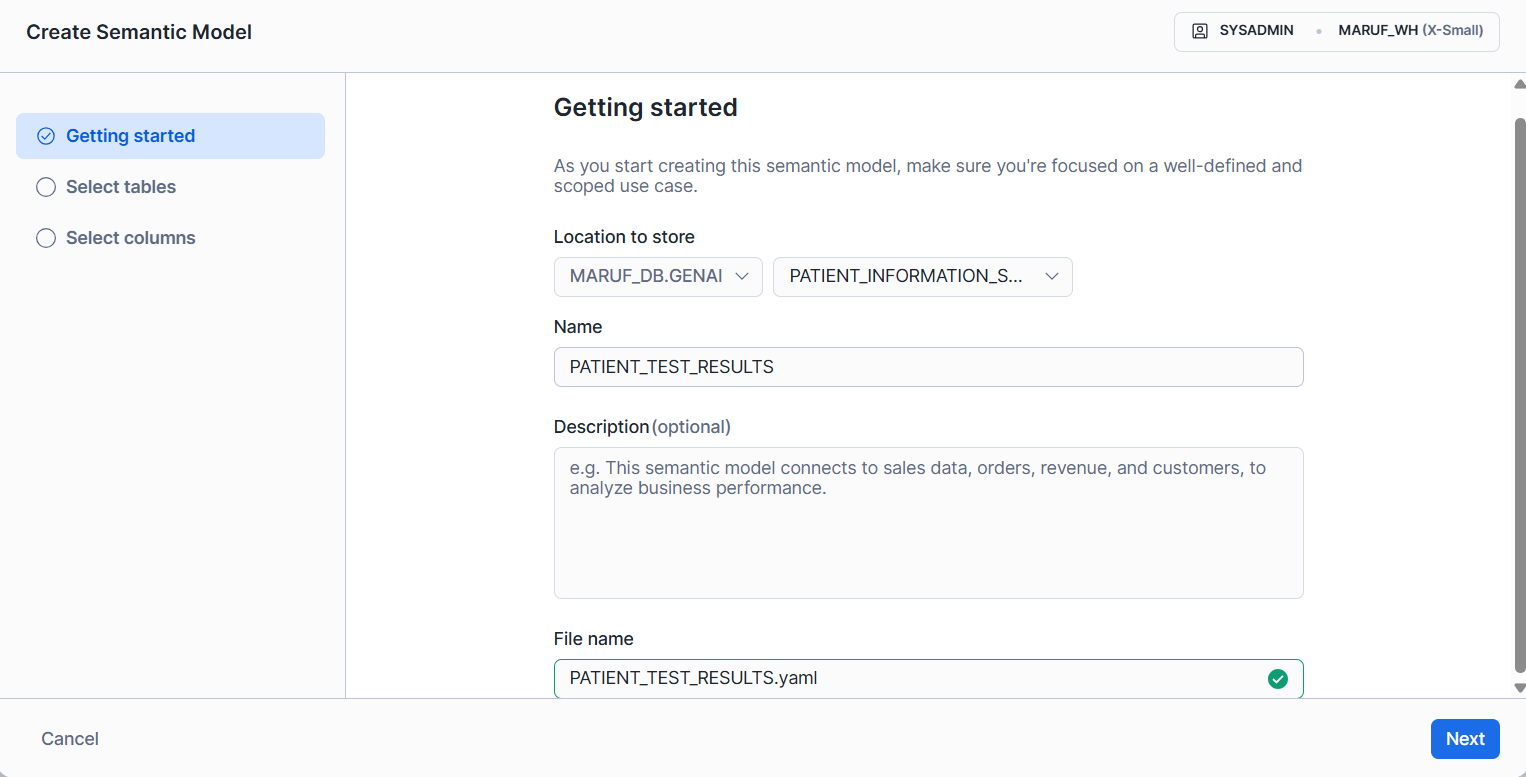 Create Semantic Model
SYSADMIN • MARUF_WH (X-Small)
Getting started
Select tables
Select columns
Getting started
As you start creating this semantic model, make sure you're focused on a well-defined and
scoped use case.
Location to store
MARUF_DB.GENAI PATIENT_INFORMATION_S...
Name
PATIENT_TEST_RESULTS
Description (optional)
e.g. This semantic model connects to sales data, orders, revenue, and customers, to
analyze business performance.
File name
PATIENT_TEST_RESULTS.yaml
Cancel
Next